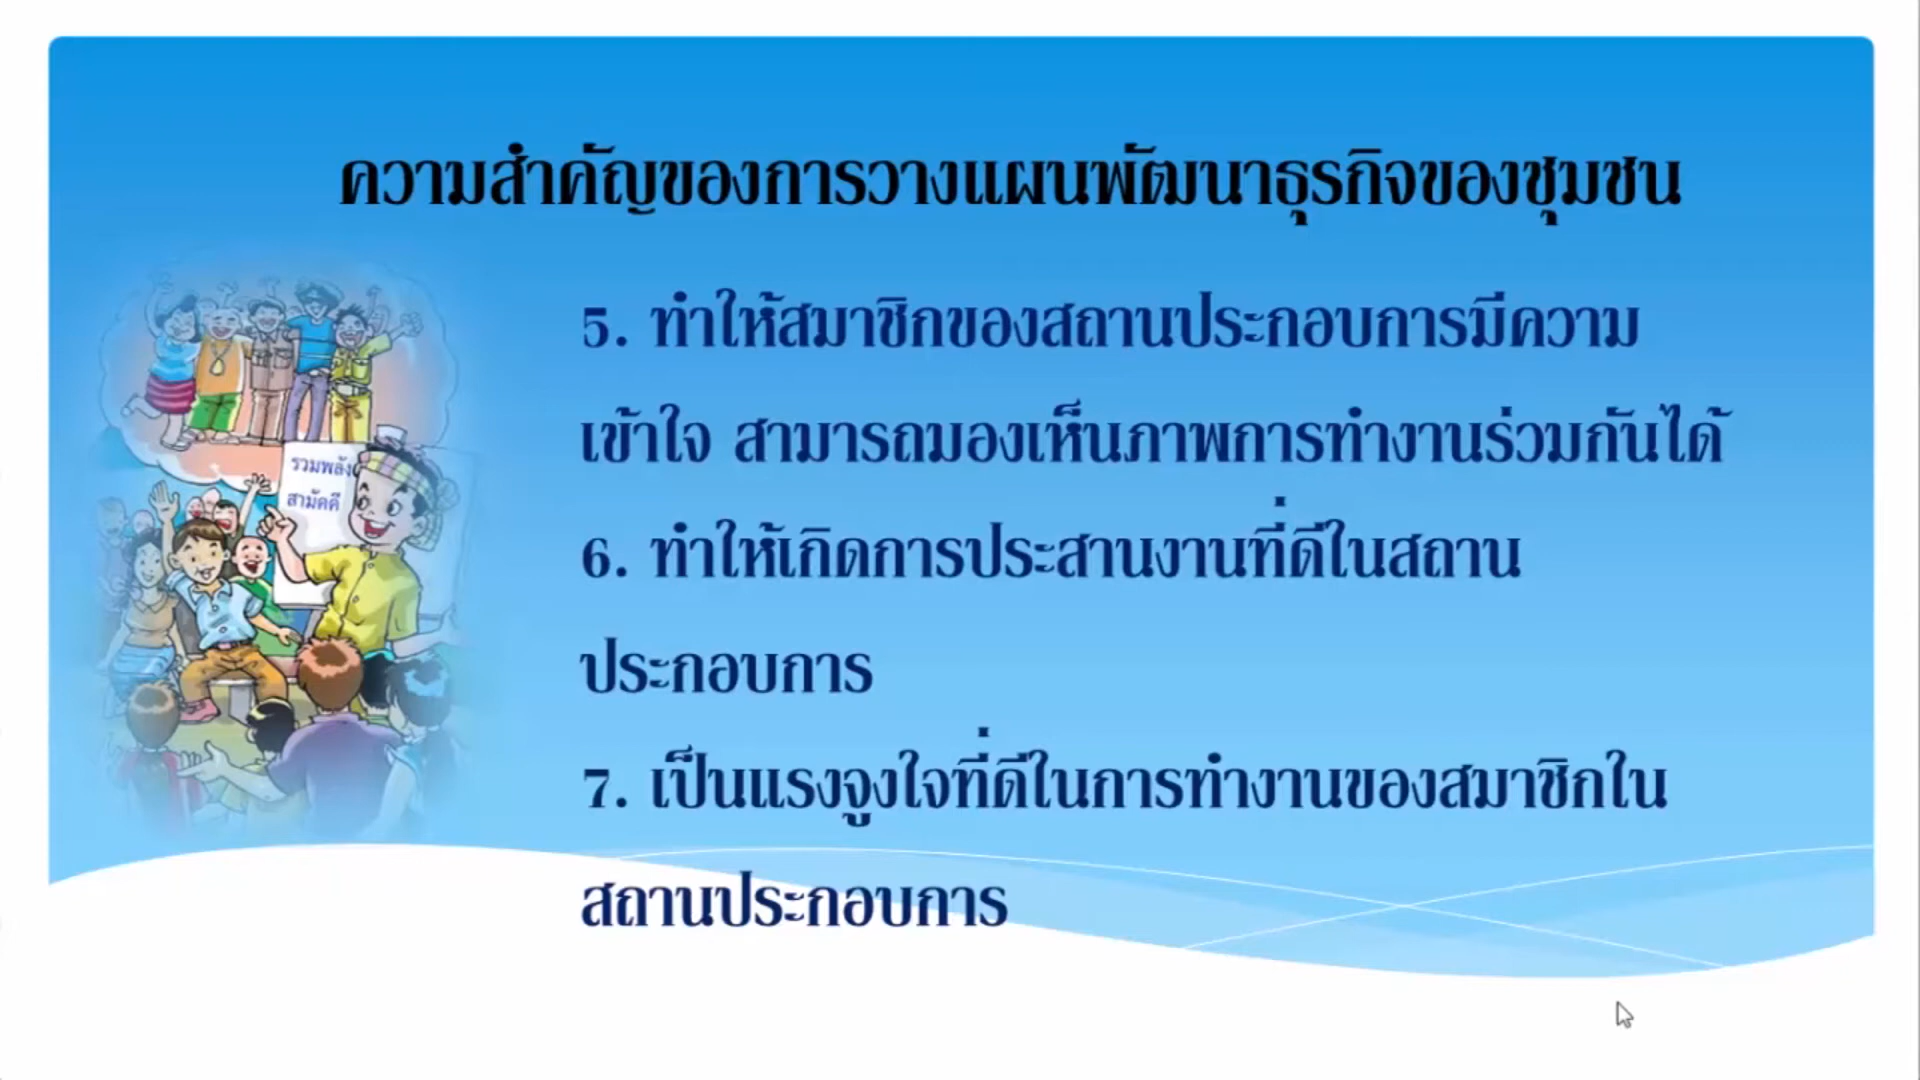 ความสำคัญของการวางแผนพัฒนาธุรกิจของชุมชน
5. ทำให้สมาชิกของสถานประกอบการมีความ
เข้าใจ สามารถมองเห็นภาพการทำงานร่วมกันได้
6. ทำให้เกิดการประสานงานที่ดีในสถาน
ประกอบการ
7. เป็นแรงจูงใจที่ดีในการทำงานของสมาชิกใน
สถานประกอบการ
รวมพลัง
สามัคคี